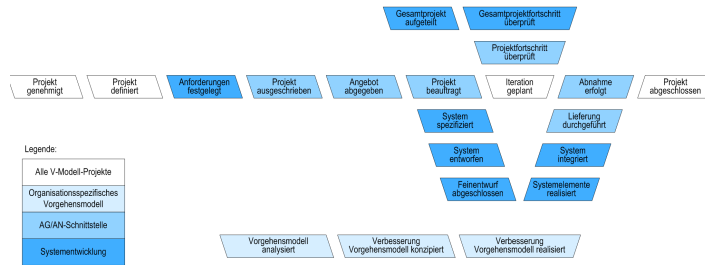 Gesamtprojekt
aufgeteilt
Gesamtprojektfortschritt
überprüft
Projektfortschritt
überprüft
Projekt
genehmigt
Projekt
definiert
Anforderungen
festgelegt
Projekt
ausgeschrieben
Angebot
abgegeben
Projekt
beauftragt
Iteration
geplant
Abnahme
erfolgt
Projekt
abgeschlossen
System
spezifiziert
Lieferung
durchgeführt
System
entworfen
System
integriert
Feinentwurf
abgeschlossen
Systemelemente
realisiert
Legende:
Alle V-Modell-Projekte
Organisationsspezifisches
Vorgehensmodell
AG/AN-Schnittstelle
Systementwicklung
Vorgehensmodell
analysiert
Verbesserung
Vorgehensmodell konzipiert
Verbesserung
Vorgehensmodell realisiert